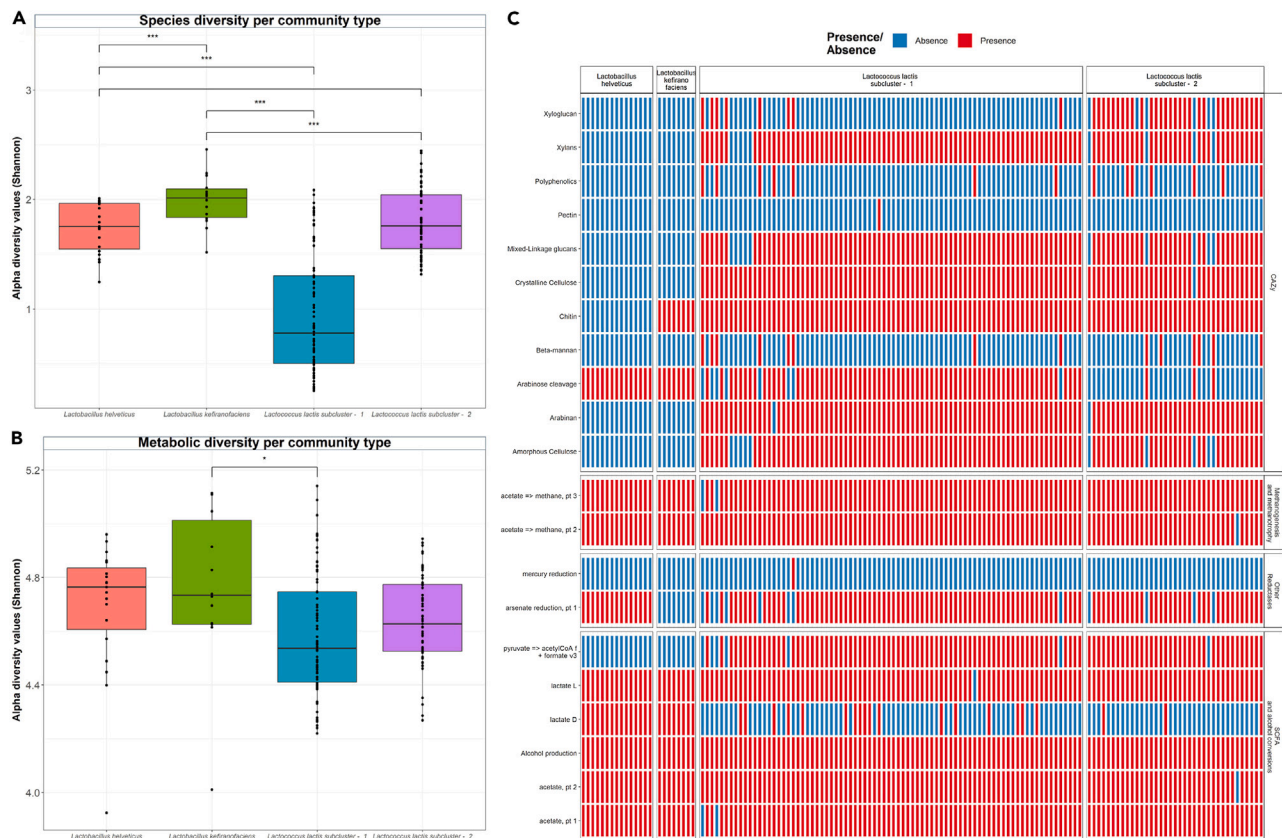 A
Species diversity per community type
Alpha diversity values (Shannon)
3
2
1
***
***
***
***
Lactobacillus helveticus
Lactobacillus kefiranofaciens
Lactococcus lactis subcluster - 1
Lactococcus lactis subcluster - 2
B
Metabolic diversity per community type
Alpha diversity values (Shannon)
5.2
4.8
4.4
4.0
*
Lactobacillus helveticus
Lactobacillus kefiranofaciens
Lactococcus lactis subcluster - 1
Lactococcus lactis subcluster - 2
C
Presence/
Absence
Absence
Presence
Lactobacillus
helveticus
Lactobacillus
kefirano
faciens
Lactococcus lactis
subcluster - 1
Lactococcus lactis
subcluster - 2
Xyloglucan
Xylans
Polyphenolics
Pectin
Mixed-Linkage glucans
Crystalline Cellulose
Chitin
Beta-mannan
Arabinose cleavage
Arabinan
Amorphous Cellulose
CAZy
acetate => methane, pt 3
acetate => methane, pt 2
Methanogenesis
and methanotrophy
mercury reduction
arsenate reduction, pt 1
Other
Reductases
pyruvate => acetylCoA f
+ formate v3
lactate L
lactate D
Alcohol production
acetate, pt 2
acetate, pt 1
SCFA
and alcohol conversions